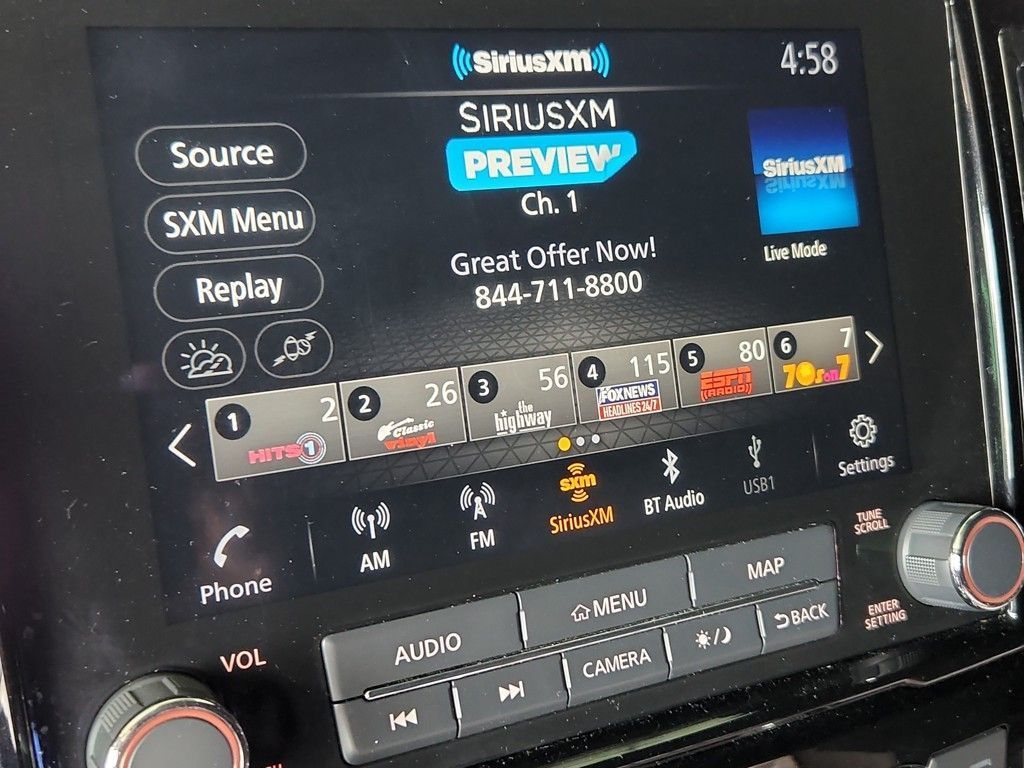 SiriusXM
4:58
SIRIUSXM
PREVIEW
Ch. 1
Great Offer Now!
844-711-8800
Source
SXM Menu
Replay
SiriusXM
Live Mode
1 2
HITS 1
2 26
Classic
vinyl
3 56
the
highway
4 115
FOX NEWS
HEADLINES 24/7
5 80
ESPN
RADIO
6 7
70s on 7
Phone
AM
FM
sxm
SiriusXM
BT Audio
USB1
Settings
TUNE
SCROLL
ENTER
SETTING
VOL
AUDIO
MENU
MAP
CAMERA
BACK